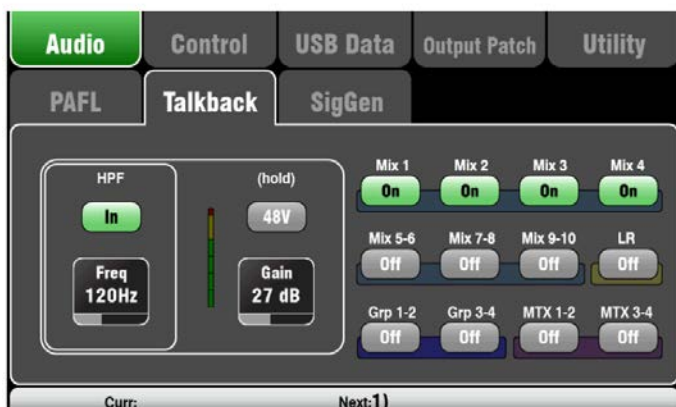 Audio Control USB Data Output Patch Utility
PAFL Talkback SigGen
HPF (hold)
In 48V
Freq Gain
120Hz 27 dB
Mix 1 Mix 2 Mix 3 Mix 4
On On On On
Mix 5-6 Mix 7-8 Mix 9-10 LR
Off Off Off Off
Grp 1-2 Grp 3-4 MTX 1-2 MTX 3-4
Off Off Off Off
Curr: Next:1)